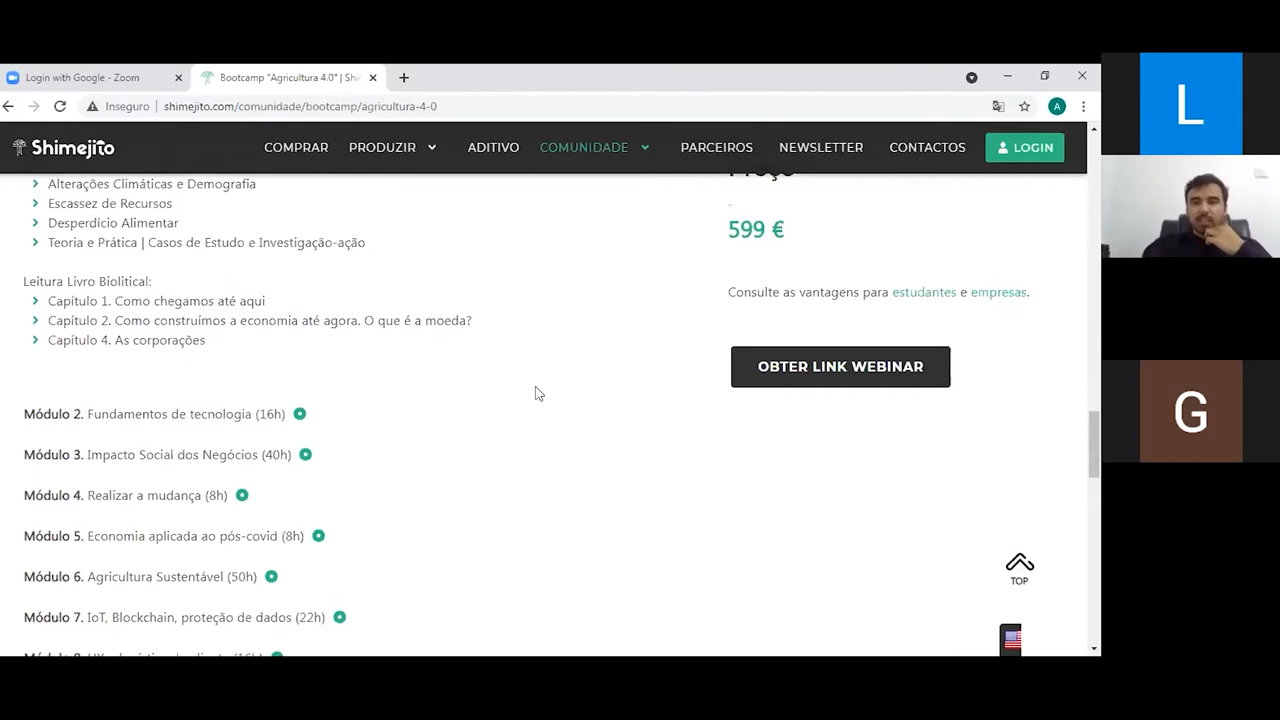 Login with Google - Zoom
Bootcamp "Agricultura 4.0" | Shi
Inseguro
shimejito.com/comunidade/bootcamp/agricultura-4-0
A
Shimejito
COMPRAR
PRODUZIR
ADITIVO
COMUNIDADE
PARCEIROS
NEWSLETTER
CONTACTOS
LOGIN
Alterações Climáticas e Demografia
Escassez de Recursos
Desperdício Alimentar
Teoria e Prática | Casos de Estudo e Investigação-ação
Leitura Livro Biolitical:
Capítulo 1. Como chegamos até aqui
Capítulo 2. Como construímos a economia até agora. O que é a moeda?
Capítulo 4. As corporações
Módulo 2. Fundamentos de tecnologia (16h)
Módulo 3. Impacto Social dos Negócios (40h)
Módulo 4. Realizar a mudança (8h)
Módulo 5. Economia aplicada ao pós-covid (8h)
Módulo 6. Agricultura Sustentável (50h)
Módulo 7. IoT, Blockchain, proteção de dados (22h)
Preço
-
599 €
Consulte as vantagens para estudantes e empresas.
OBTER LINK WEBINAR
TOP
L
G